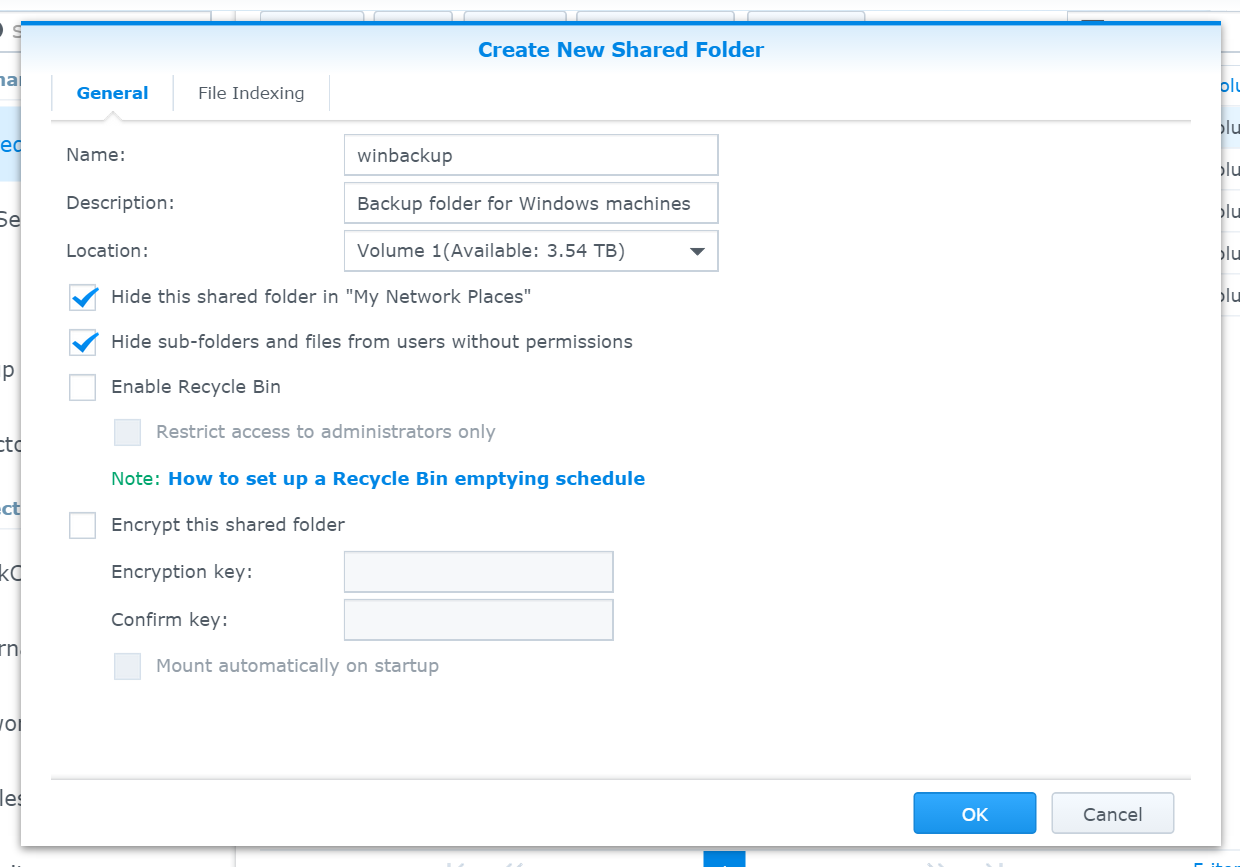 Create New Shared Folder
General
File Indexing
Name:
winbackup
Description:
Backup folder for Windows machines
Location:
Volume 1(Available: 3.54 TB)
Hide this shared folder in "My Network Places"
Hide sub-folders and files from users without permissions
Enable Recycle Bin
Restrict access to administrators only
Note: How to set up a Recycle Bin emptying schedule
Encrypt this shared folder
Encryption key:
Confirm key:
Mount automatically on startup
OK
Cancel